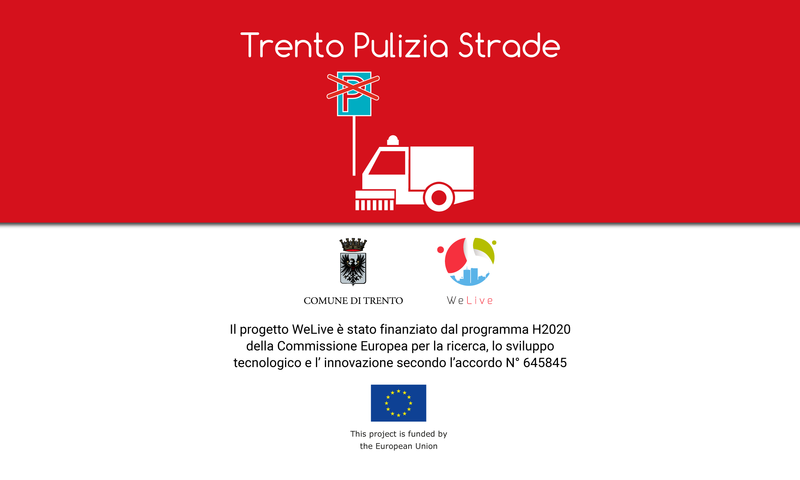 Trento Pulizia Strade
P
COMUNE DI TRENTO
WeLive
Il progetto WeLive è stato finanziato dal programma H2020
della Commissione Europea per la ricerca, lo sviluppo
tecnologico e l’ innovazione secondo l’accordo N° 645845
This project is funded by
the European Union